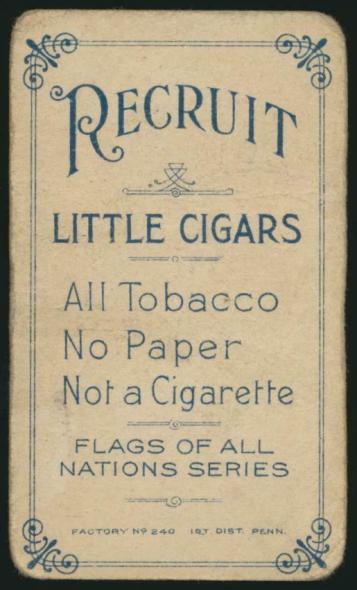 RECRUIT
LITTLE CIGARS
All Tobacco
No Paper
Not a Cigarette
FLAGS OF ALL
NATIONS SERIES
FACTORY Nº 240 1ST. DIST. PENN.